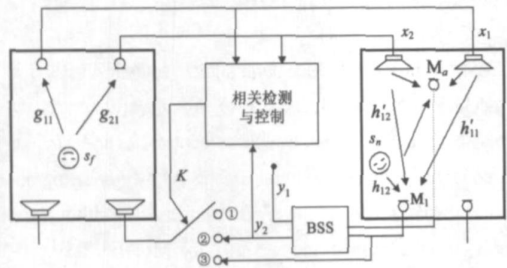 x₂
x₁
Mₐ
相关检测
与控制
g₁₁
g₂₁
h′₁₂
h′₁₁
s_f
sₙ
K
y₁
h₁₂
M₁
①
y₂
BSS
②
③